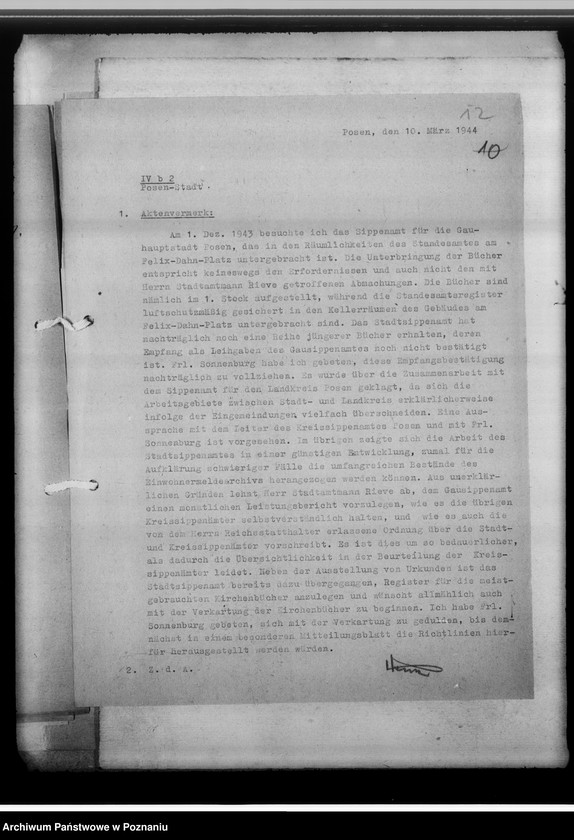 12
Posen, den 10. März 1944
10
IV b 2
Posen-Stadt.
1. Aktenvermerk:
Am 1. Dez. 1943 besuchte ich das Sippenamt für die Gau-
hauptstadt Posen, das in den Räumlichkeiten des Standesamtes am
Felix-Dahn-Platz untergebracht ist. Die Unterbringung der Bücher
entspricht keineswegs den Erfordernissen und auch nicht den mit
Herrn Stadtamtmann Rieve getroffenen Abmachungen. Die Bücher sind
nämlich im 1. Stock aufgestellt, während die Standesamtsregister
luftschutzmäßig gesichert in den Kellerräumen des Gebäudes am
Felix-Dahn-Platz untergebracht sind. Das Stadtsippenamt hat
nachträglich noch eine Reihe jüngerer Bücher erhalten, deren
Empfang als Leihgaben des Gausippenamtes noch nicht bestätigt
ist. Frl. Sonnenburg habe ich gebeten, diese Empfangsbestätigung
nachträglich zu vollziehen. Es wurde über die Zusammenarbeit mit
dem Sippenamt für den Landkreis Posen geklagt, da sich die
Arbeitsgebiete zwischen Stadt- und Landkreis erklärlicherweise
infolge der Eingemeindungen vielfach überschneiden. Eine Aus-
sprache mit dem Leiter des Kreissippenamtes Posen und mit Frl.
Sonnenburg ist vorgesehen. Im übrigen zeigte sich die Arbeit des
Stadtsippenamtes in einer günstigen Entwicklung, zumal für die
Aufklärung schwieriger Fälle die umfangreichen Bestände des
Einwohnermeldearchivs herangezogen werden können. Aus unerklär-
lichen Gründen lehnt Herr Stadtamtmann Rieve ab, dem Gausippenamt
einen monatlichen Leistungsbericht vorzulegen, wie es die übrigen
Kreissippenämter selbstverständlich halten, und wie es auch die
von dem Herrn Reichsstatthalter erlassene Ordnung über die Stadt-
und Kreissippenämter vorschreibt. Es ist dies um so bedauerlicher,
als dadurch die Übersichtlichkeit in der Beurteilung der Kreis-
sippenämter leidet. Neben der Ausstellung von Urkunden ist das
Stadtsippenamt bereits dazu übergegangen, Register für die meist-
gebrauchten Kirchenbücher anzulegen und wünscht allmählich auch
mit der Verkartung der Kirchenbücher zu beginnen. Ich habe Frl.
Sonnenburg gebeten, sich mit der Verkartung zu gedulden, bis dem-
nächst in einem besonderen Mitteilungsblatt die Richtlinien hier-
für herausgestellt werden würden.
2. Z. d. A.
Archiwum Państwowe w Poznaniu